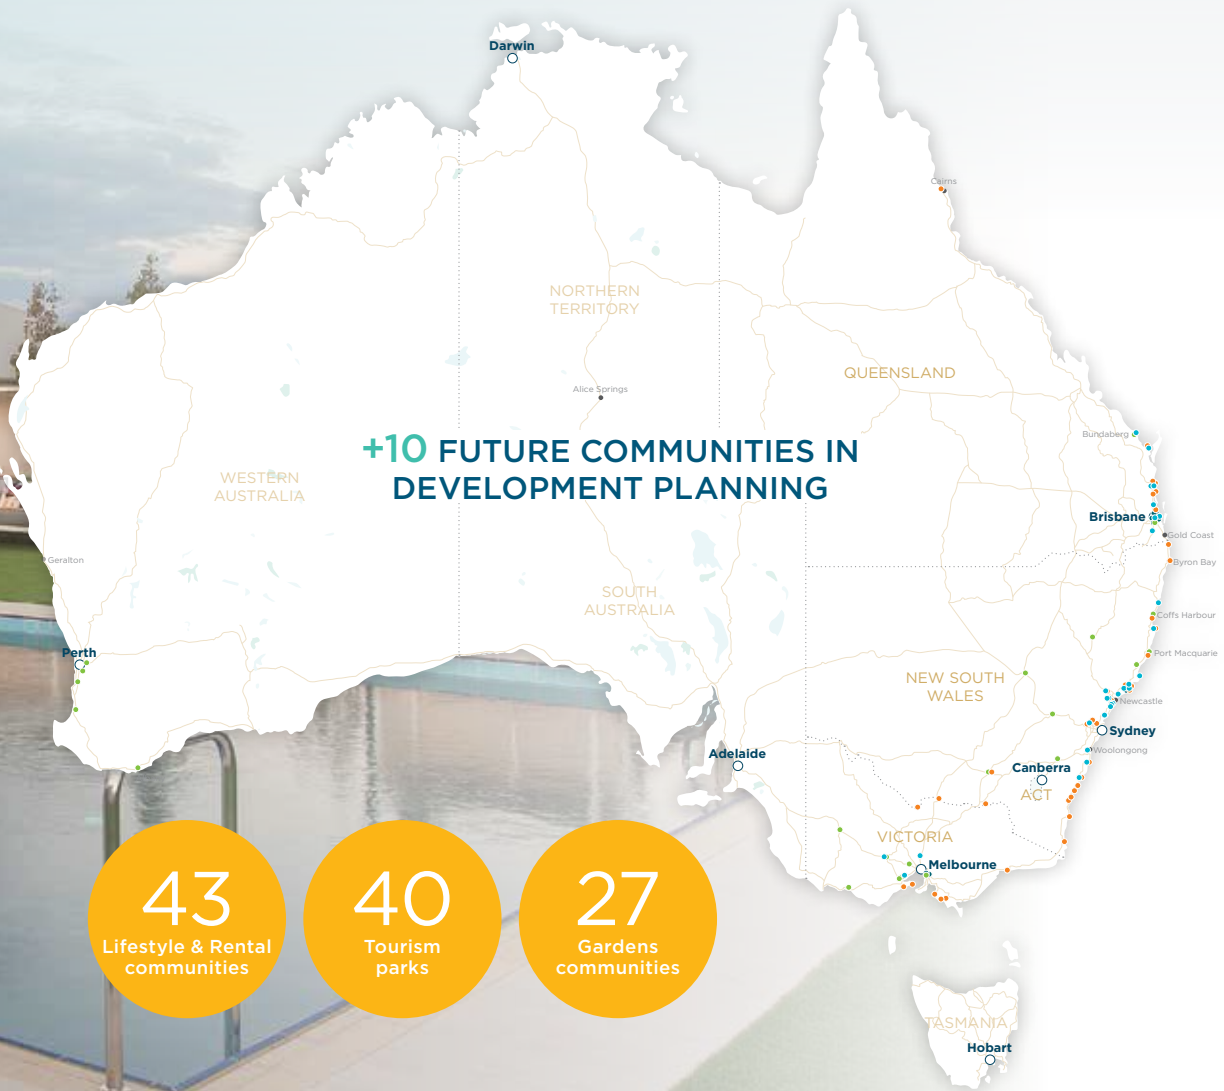 Darwin
Cairns
NORTHERN
TERRITORY
QUEENSLAND
Alice Springs
+10 FUTURE COMMUNITIES IN
DEVELOPMENT PLANNING
Bundaberg
WESTERN
AUSTRALIA
Brisbane
Gold Coast
Byron Bay
Geralton
SOUTH
AUSTRALIA
Coffs Harbour
Perth
Port Macquarie
NEW SOUTH
WALES
Newcastle
Sydney
Woolongong
Adelaide
Canberra
ACT
VICTORIA
Melbourne
43
Lifestyle & Rental
communities
40
Tourism
parks
27
Gardens
communities
TASMANIA
Hobart